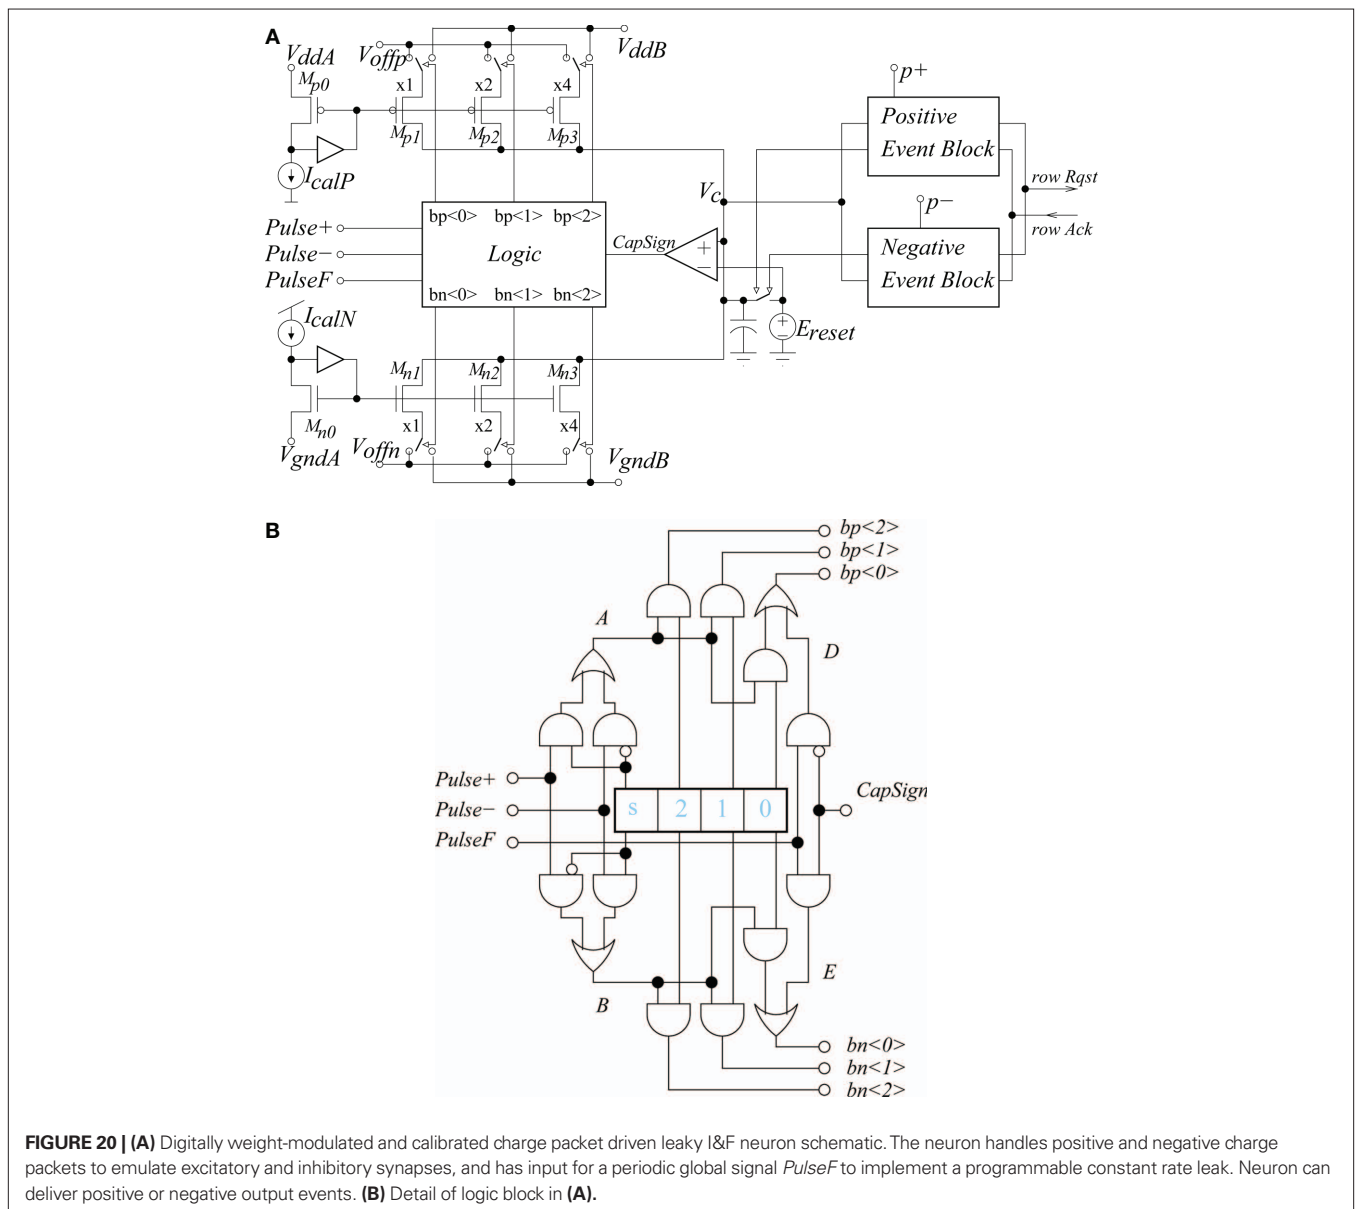 A
VddA
Voffp
VddB
Mp0
x1
x2
x4
Mp1
Mp2
Mp3
IcalP
p+
Positive
Event Block
Vc
row Rqst
row Ack
p−
Negative
Event Block
bp<0>
bp<1>
bp<2>
Pulse+
Pulse−
PulseF
Logic
CapSign
+
−
bn<0>
bn<1>
bn<2>
IcalN
+
−
Ereset
Mn1
Mn2
Mn3
Mn0
x1
x2
x4
VgndA
Voffn
VgndB
B
bp<2>
bp<1>
bp<0>
A
D
Pulse+
Pulse−
PulseF
s 2 1 0
CapSign
B
E
bn<0>
bn<1>
bn<2>
FIGURE 20 | (A) Digitally weight-modulated and calibrated charge packet driven leaky I&F neuron schematic. The neuron handles positive and negative charge
packets to emulate excitatory and inhibitory synapses, and has input for a periodic global signal PulseF to implement a programmable constant rate leak. Neuron can
deliver positive or negative output events. (B) Detail of logic block in (A).